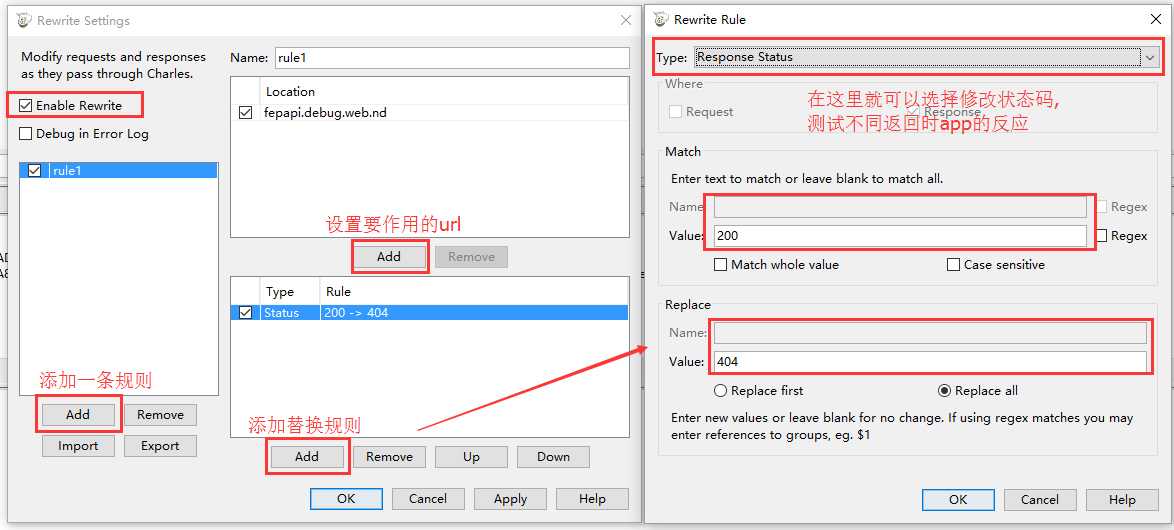 Rewrite Settings
Modify requests and responses
as they pass through Charles.
Enable Rewrite
Debug in Error Log
rule1
添加一条规则
Add
Remove
Import
Export
Name:
rule1
Location
fepapi.debug.web.nd
设置要作用的url
Add
Remove
Type
Rule
Status
200 -> 404
添加替换规则
Add
Remove
Up
Down
OK
Cancel
Apply
Help
Rewrite Rule
Type:
Response Status
Where
Request
Response
在这里就可以选择修改状态码,
测试不同返回时app的反应
Match
Enter text to match or leave blank to match all.
Name:
Regex
Value:
200
Regex
Match whole value
Case sensitive
Replace
Name:
Value:
404
Replace first
Replace all
Enter new values or leave blank for no change. If using regex matches you may
enter references to groups, eg. $1
OK
Cancel
Help